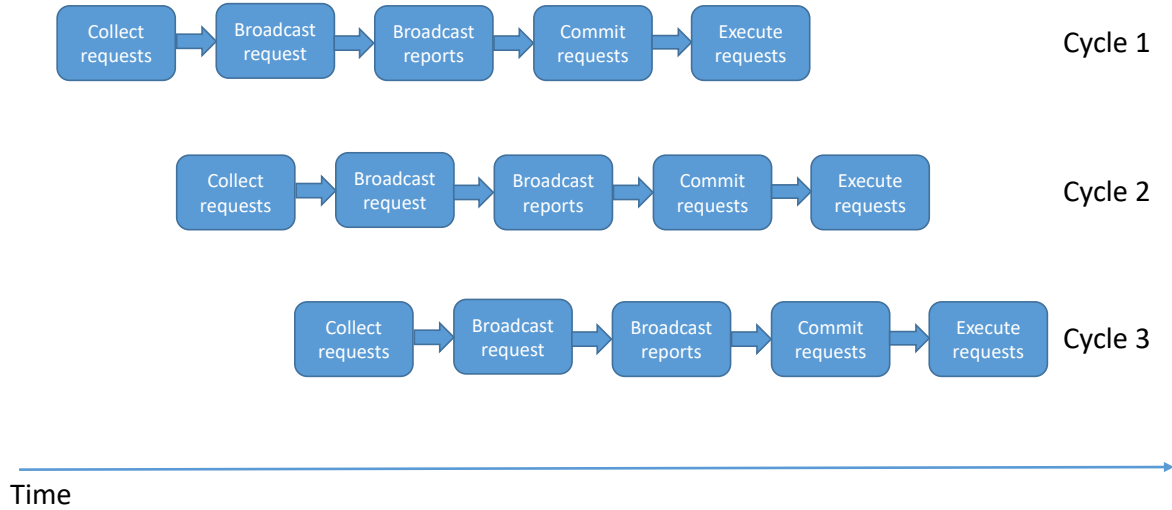 Collect
requests
Broadcast
request
Broadcast
reports
Commit
requests
Execute
requests
Cycle 1
Collect
requests
Broadcast
request
Broadcast
reports
Commit
requests
Execute
requests
Cycle 2
Collect
requests
Broadcast
request
Broadcast
reports
Commit
requests
Execute
requests
Cycle 3
Time